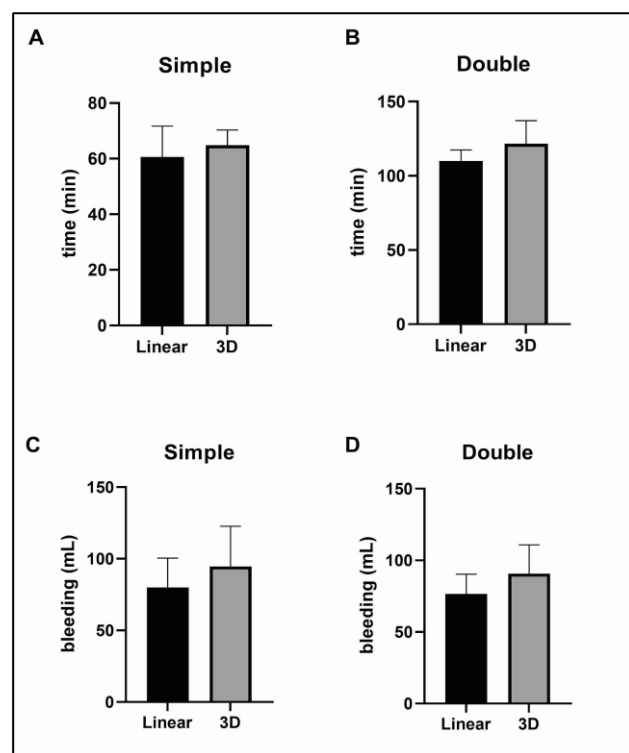 A
Simple
80
60
40
20
0
time (min)
Linear 3D
B
Double
150
100
50
0
time (min)
Linear 3D
C
Simple
150
100
50
0
bleeding (mL)
Linear 3D
D
Double
150
100
50
0
bleeding (mL)
Linear 3D